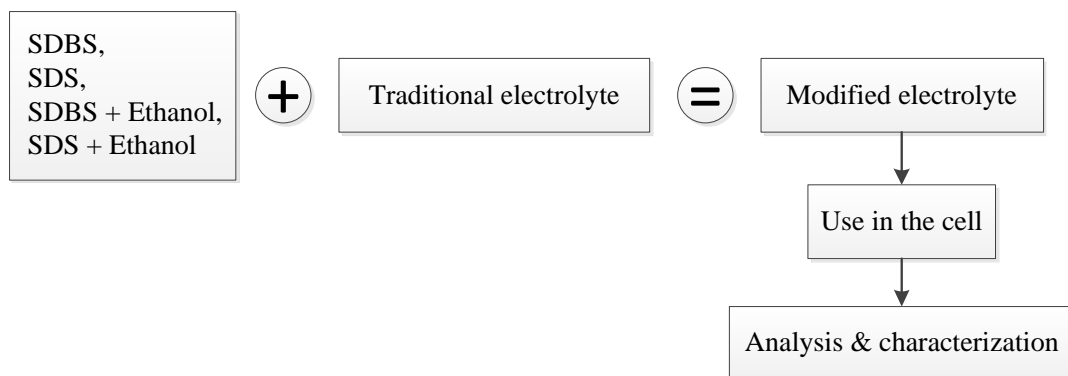 SDBS,
SDS,
SDBS + Ethanol,
SDS + Ethanol
+
Traditional electrolyte
=
Modified electrolyte
Use in the cell
Analysis & characterization